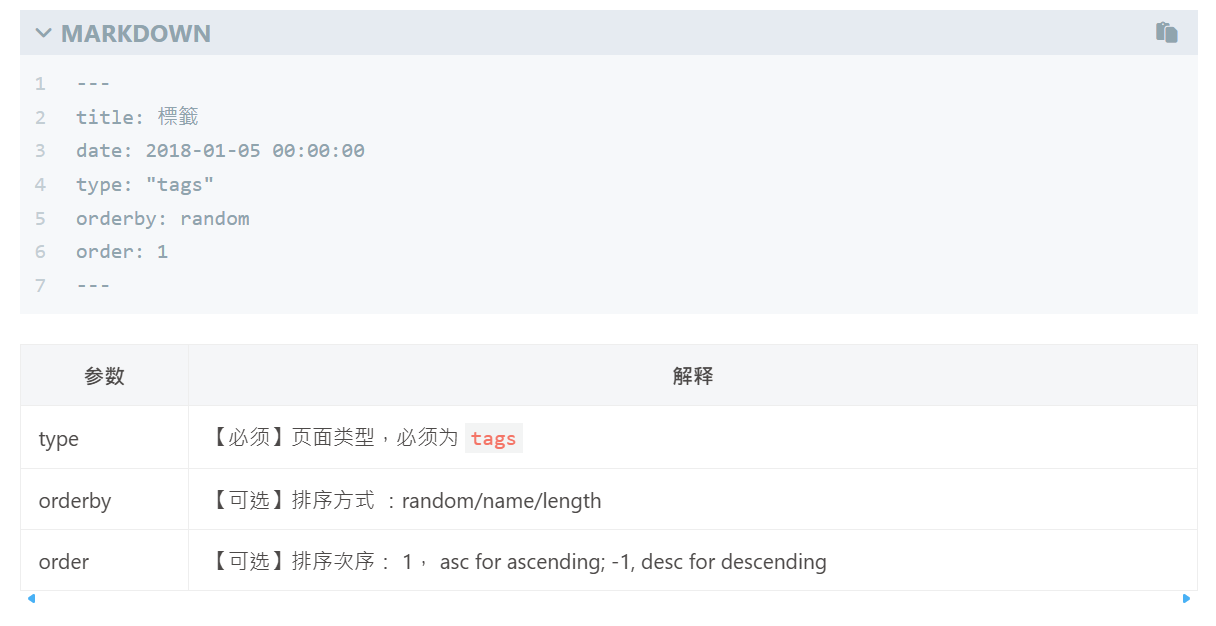 MARKDOWN
1 ---
2 title: 標籤
3 date: 2018-01-05 00:00:00
4 type: "tags"
5 orderby: random
6 order: 1
7 ---
参数 解释
type 【必须】页面类型，必须为 tags
orderby 【可选】排序方式 ：random/name/length
order 【可选】排序次序： 1， asc for ascending; -1, desc for descending